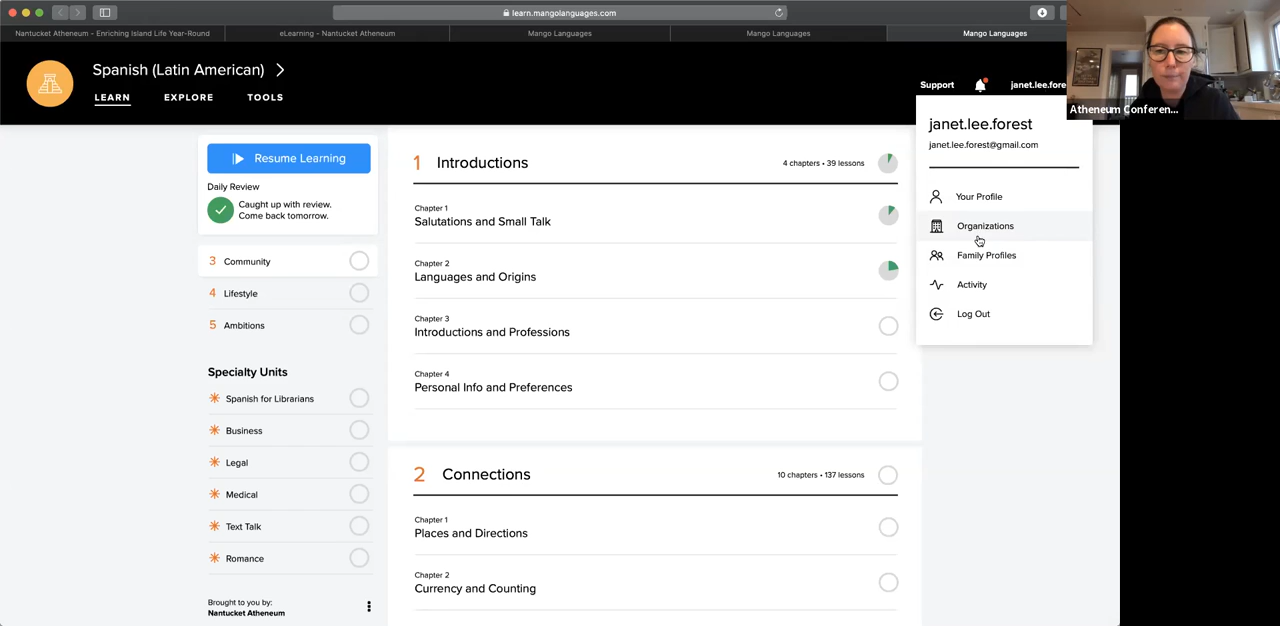 learn.mangolanguages.com
Nantucket Atheneum - Enriching Island Life Year-Round
eLearning - Nantucket Atheneum
Mango Languages
Mango Languages
Mango Languages
Spanish (Latin American)
LEARN
EXPLORE
TOOLS
Support
janet.lee.fore
Atheneum Conferen...
janet.lee.forest
janet.lee.forest@gmail.com
Your Profile
Organizations
Family Profiles
Activity
Log Out
Resume Learning
Daily Review
Caught up with review.
Come back tomorrow.
3 Community
4 Lifestyle
5 Ambitions
Specialty Units
Spanish for Librarians
Business
Legal
Medical
Text Talk
Romance
Brought to you by:
Nantucket Atheneum
1 Introductions
4 chapters • 39 lessons
Chapter 1
Salutations and Small Talk
Chapter 2
Languages and Origins
Chapter 3
Introductions and Professions
Chapter 4
Personal Info and Preferences
2 Connections
10 chapters • 137 lessons
Chapter 1
Places and Directions
Chapter 2
Currency and Counting